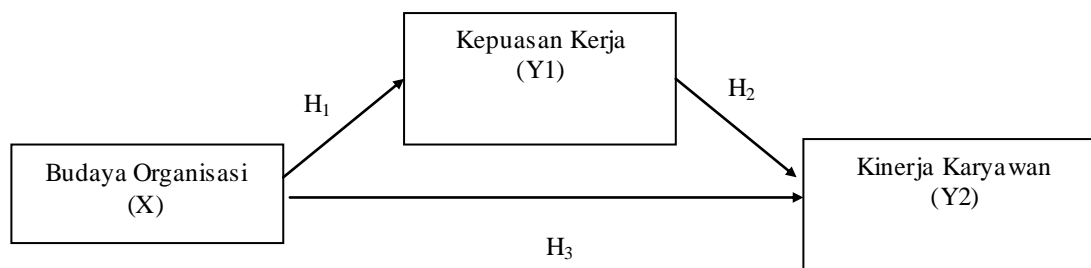 Kepuasan Kerja
(Y1)
H₁
H₂
Budaya Organisasi
(X)
Kinerja Karyawan
(Y2)
H₃